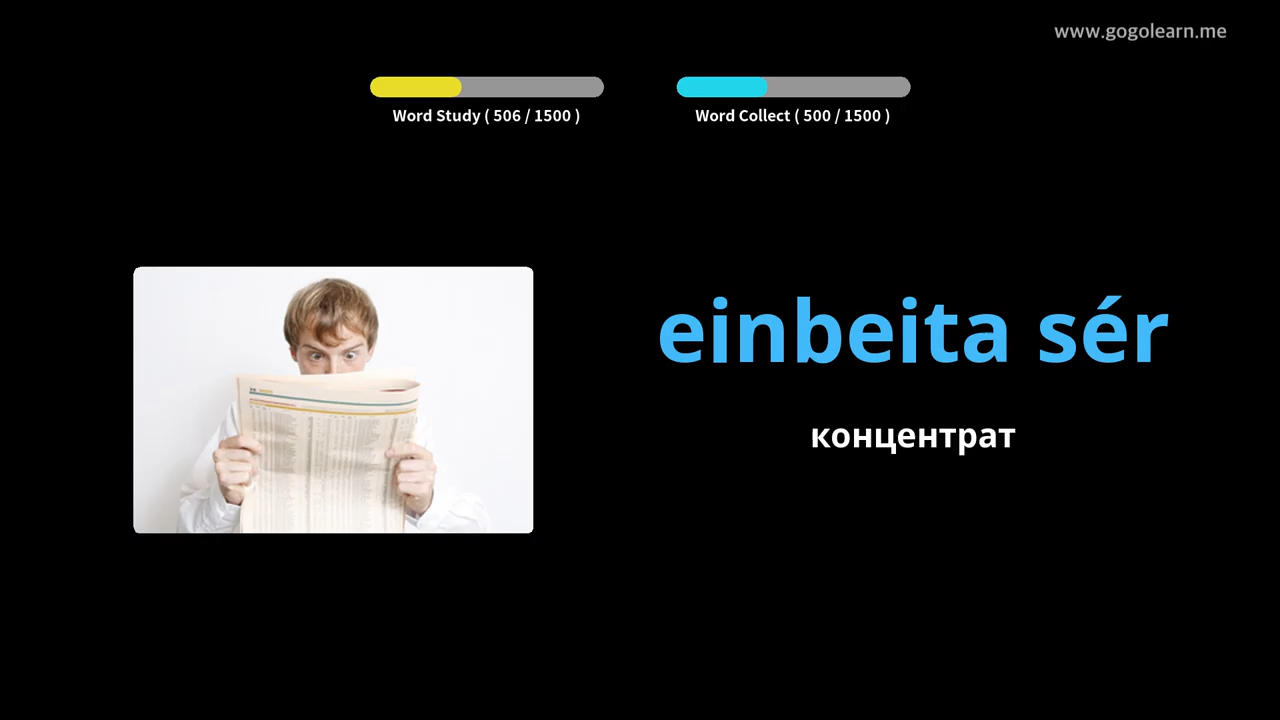 www.gogolearn.me
Word Study ( 506 / 1500 )
Word Collect ( 500 / 1500 )
einbeita sér
концентрат